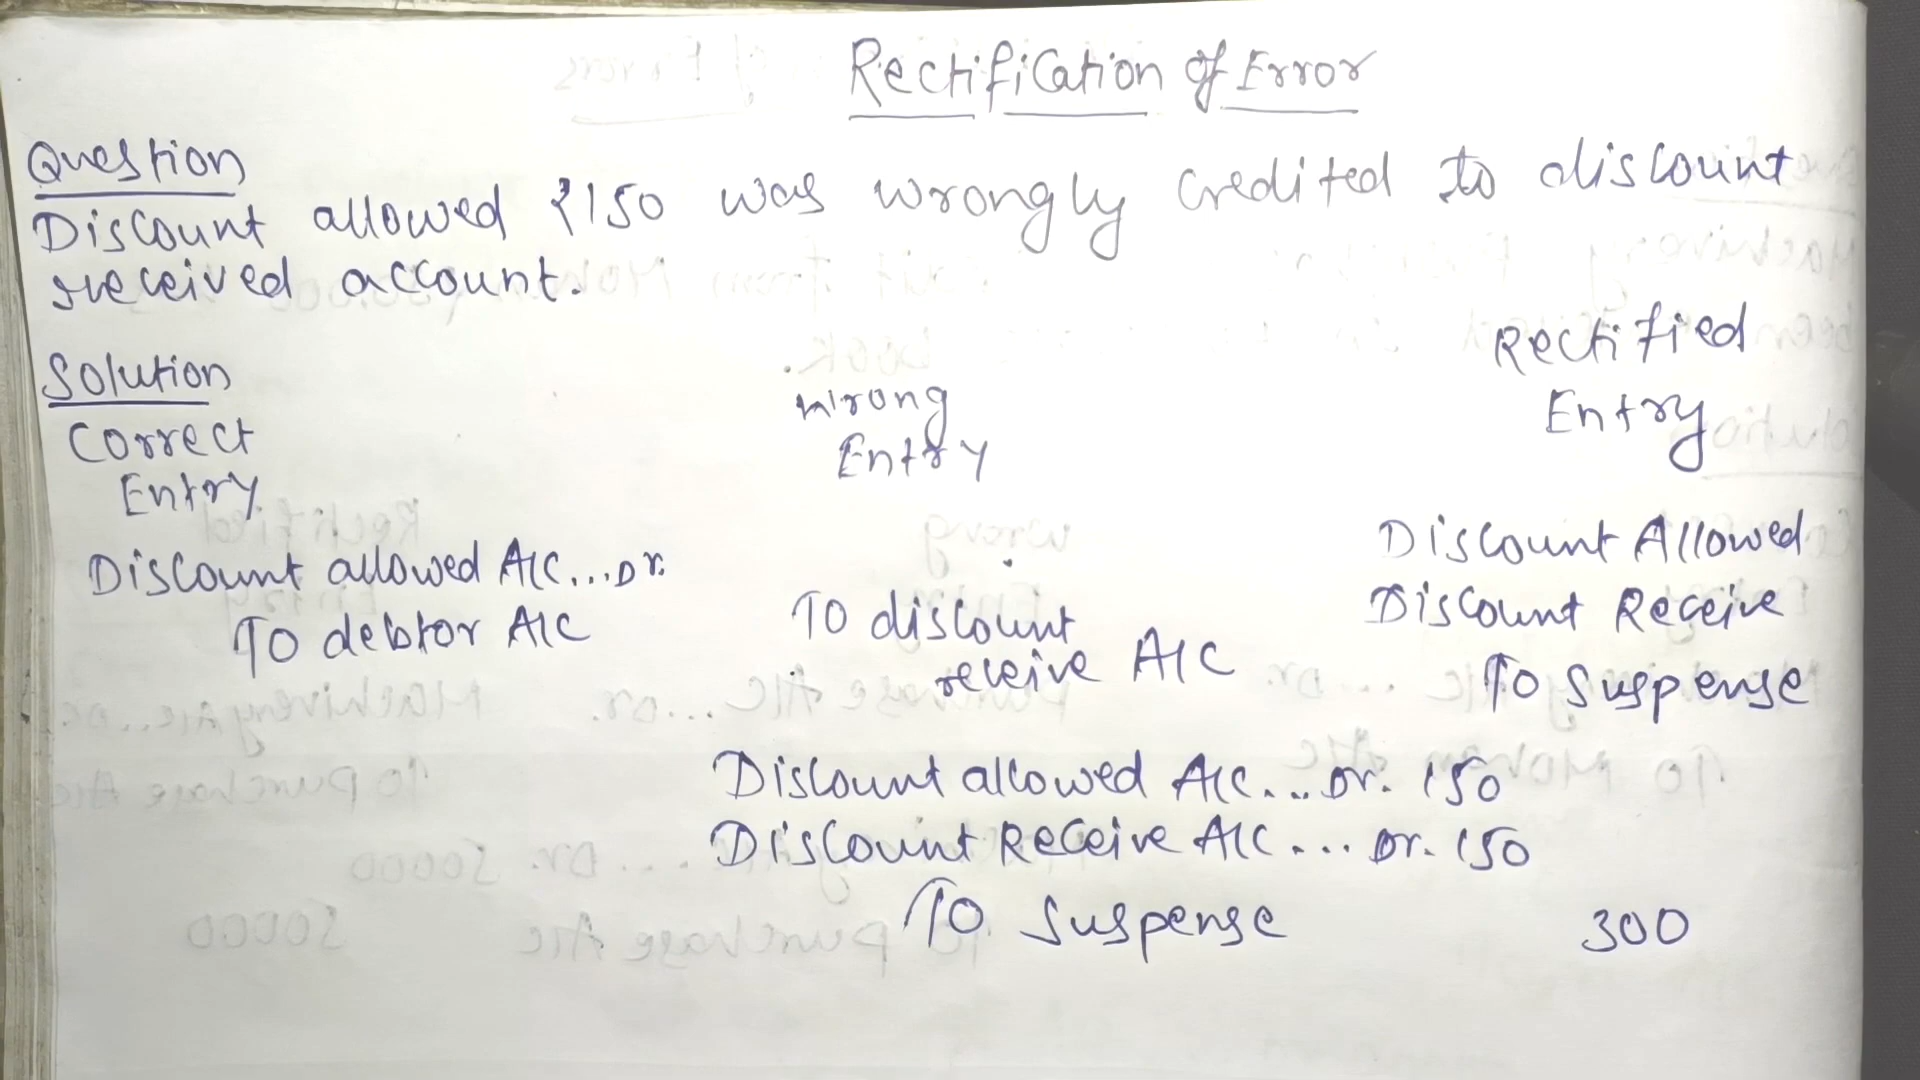 Rectification of Error
Question
Discount allowed ₹150 was wrongly credited to discount
received account.
Solution
Correct
Entry
Wrong
Entry
Rectified
Entry
Discount allowed A/C...Dr.
To debtor A/C
To discount
receive A/C
Discount Allowed
Discount Receive
To Suspense
Discount allowed A/C... Dr. 150
Discount Receive A/C... Dr. 150
To Suspense 300